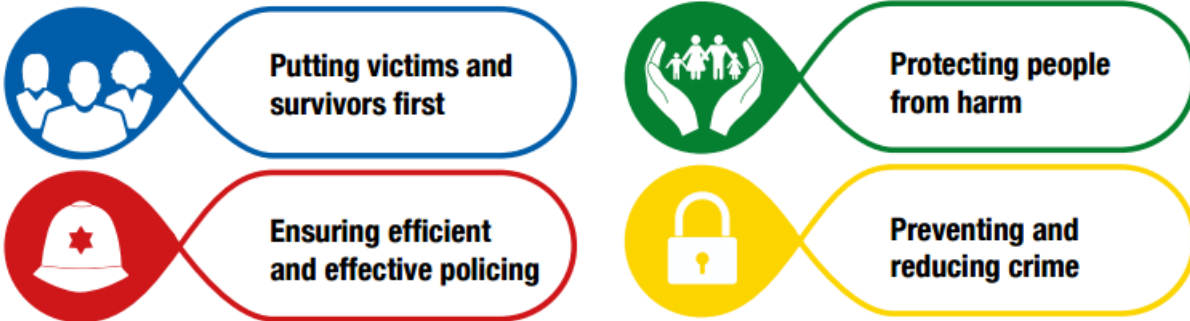 Putting victims and
survivors first
Protecting people
from harm
Ensuring efficient
and effective policing
Preventing and
reducing crime